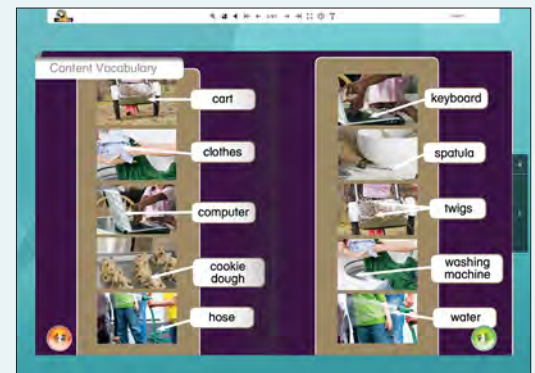 Content Vocabulary
cart
clothes
computer
cookie
dough
hose
keyboard
spatula
twigs
washing
machine
water